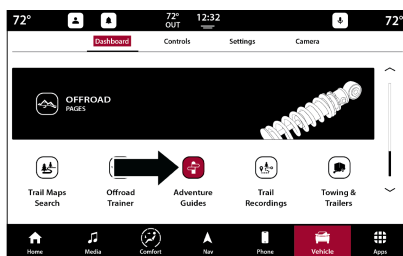 72°
72°
OUT
12:32
72°
Dashboard Controls Settings Camera
OFFROAD
PAGES
Trail Maps
Search
Offroad
Trainer
Adventure
Guides
Trail
Recordings
Towing &
Trailers
Home Media Comfort Nav Phone Vehicle Apps